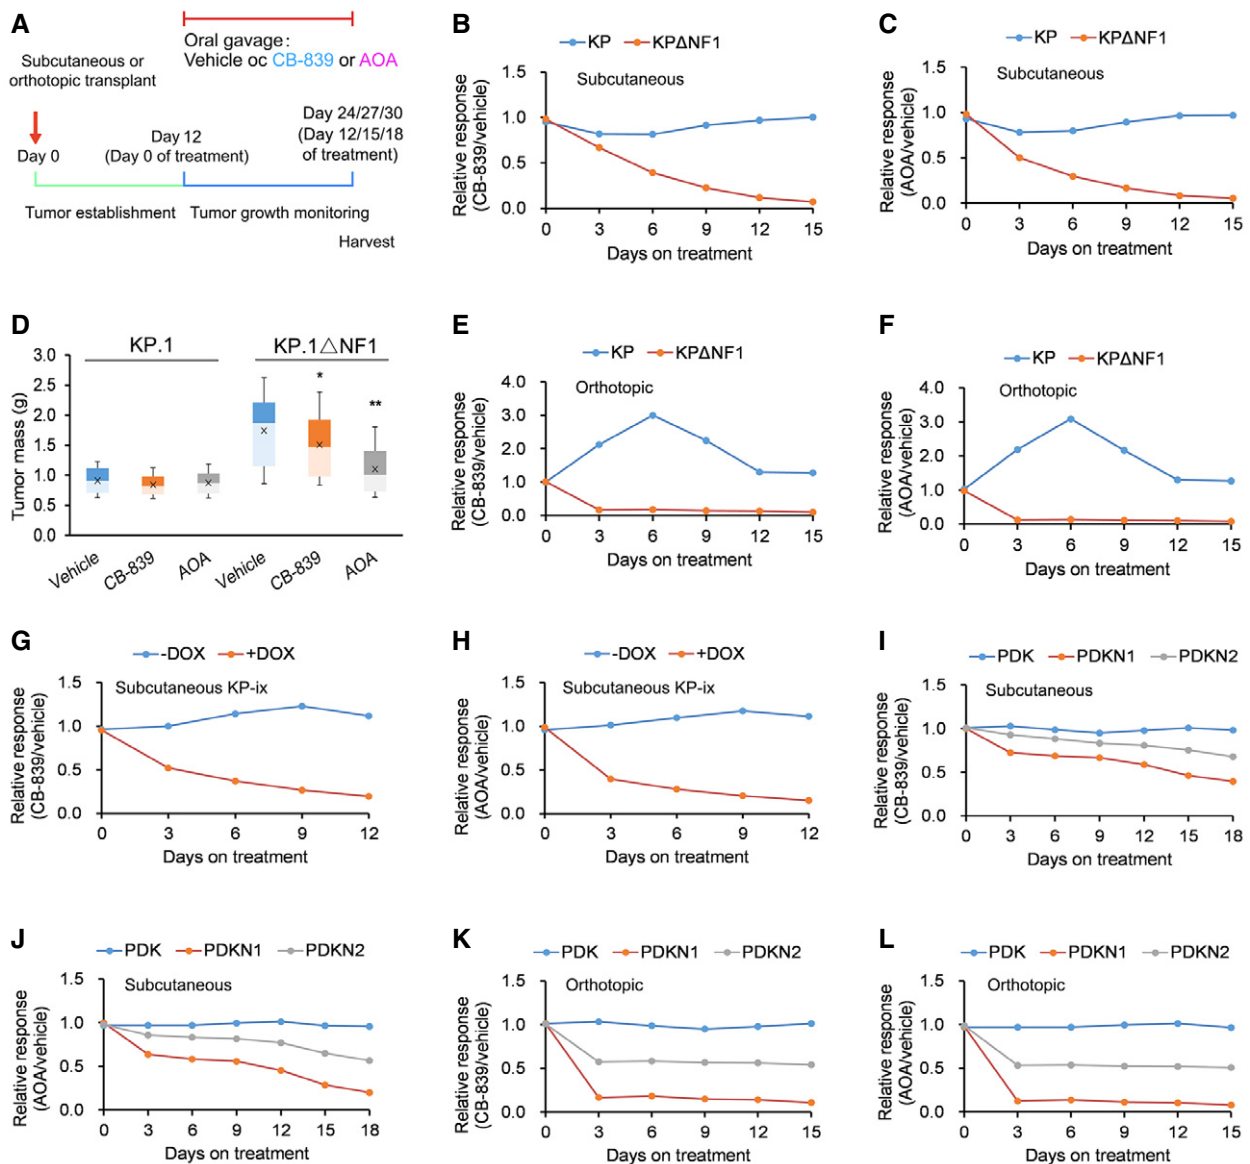 A
Oral gavage:
Vehicle oc CB-839 or AOA
Subcutaneous or
orthotopic transplant
Day 0
Day 12
(Day 0 of treatment)
Day 24/27/30
(Day 12/15/18
of treatment)
Tumor establishment
Tumor growth monitoring
Harvest
B
KP KPΔNF1
Subcutaneous
Relative response
(CB-839/vehicle)
1.5
1.0
0.5
0.0
0 3 6 9 12 15
Days on treatment
C
KP KPΔNF1
Subcutaneous
Relative response
(AOA/vehicle)
1.5
1.0
0.5
0.0
0 3 6 9 12 15
Days on treatment
D
KP.1 KP.1△NF1
Tumor mass (g)
3.0
2.5
2.0
1.5
1.0
0.5
0.0
*
**
Vehicle CB-839 AOA Vehicle CB-839 AOA
E
KP KPΔNF1
Orthotopic
Relative response
(CB-839/vehicle)
4.0
3.0
2.0
1.0
0.0
0 3 6 9 12 15
Days on treatment
F
KP KPΔNF1
Orthotopic
Relative response
(AOA/vehicle)
4.0
3.0
2.0
1.0
0.0
0 3 6 9 12 15
Days on treatment
G
-DOX +DOX
Subcutaneous KP-ix
Relative response
(CB-839/vehicle)
1.5
1.0
0.5
0.0
0 3 6 9 12
Days on treatment
H
-DOX +DOX
Subcutaneous KP-ix
Relative response
(AOA/vehicle)
1.5
1.0
0.5
0.0
0 3 6 9 12
Days on treatment
I
PDK PDKN1 PDKN2
Subcutaneous
Relative response
(CB-839/vehicle)
1.5
1.0
0.5
0.0
0 3 6 9 12 15 18
Days on treatment
J
PDK PDKN1 PDKN2
Subcutaneous
Relative response
(AOA/vehicle)
1.5
1.0
0.5
0.0
0 3 6 9 12 15 18
Days on treatment
K
PDK PDKN1 PDKN2
Orthotopic
Relative response
(CB-839/vehicle)
1.5
1.0
0.5
0.0
0 3 6 9 12 15
Days on treatment
L
PDK PDKN1 PDKN2
Orthotopic
Relative response
(AOA/vehicle)
1.5
1.0
0.5
0.0
0 3 6 9 12 15
Days on treatment